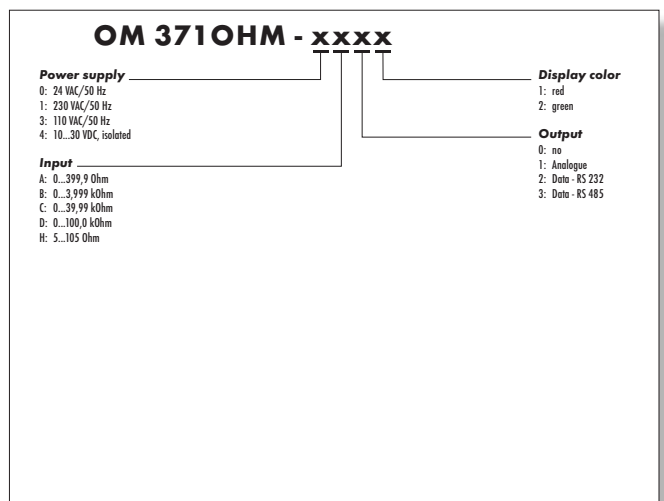 OM 371OHM - xxxx
Power supply
0: 24 VAC/50 Hz
1: 230 VAC/50 Hz
3: 110 VAC/50 Hz
4: 10...30 VDC, isolated
Input
A: 0...399,9 Ohm
B: 0...3,999 kOhm
C: 0...39,99 kOhm
D: 0...100,0 kOhm
H: 5...105 Ohm
Display color
1: red
2: green
Output
0: no
1: Analogue
2: Data - RS 232
3: Data - RS 485